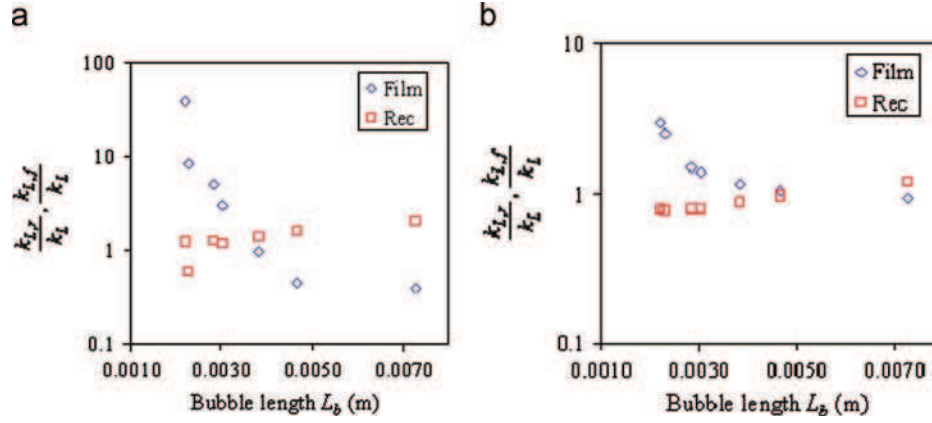 a
100
10
1
0.1
k_{L,r}/k_L , k_{L,f}/k_L
Film
Rec
0.0010 0.0030 0.0050 0.0070
Bubble length L_b (m)
b
10
1
0.1
k_{L,r}/k_L , k_{L,f}/k_L
Film
Rec
0.0010 0.0030 0.0050 0.0070
Bubble length L_b (m)